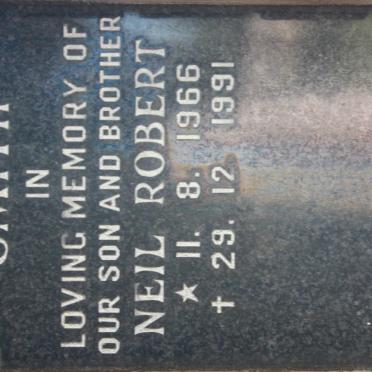 IN
LOVING MEMORY OF
OUR SON AND BROTHER
NEIL ROBERT
★ 11. 8. 1966
✝ 29. 12. 1991